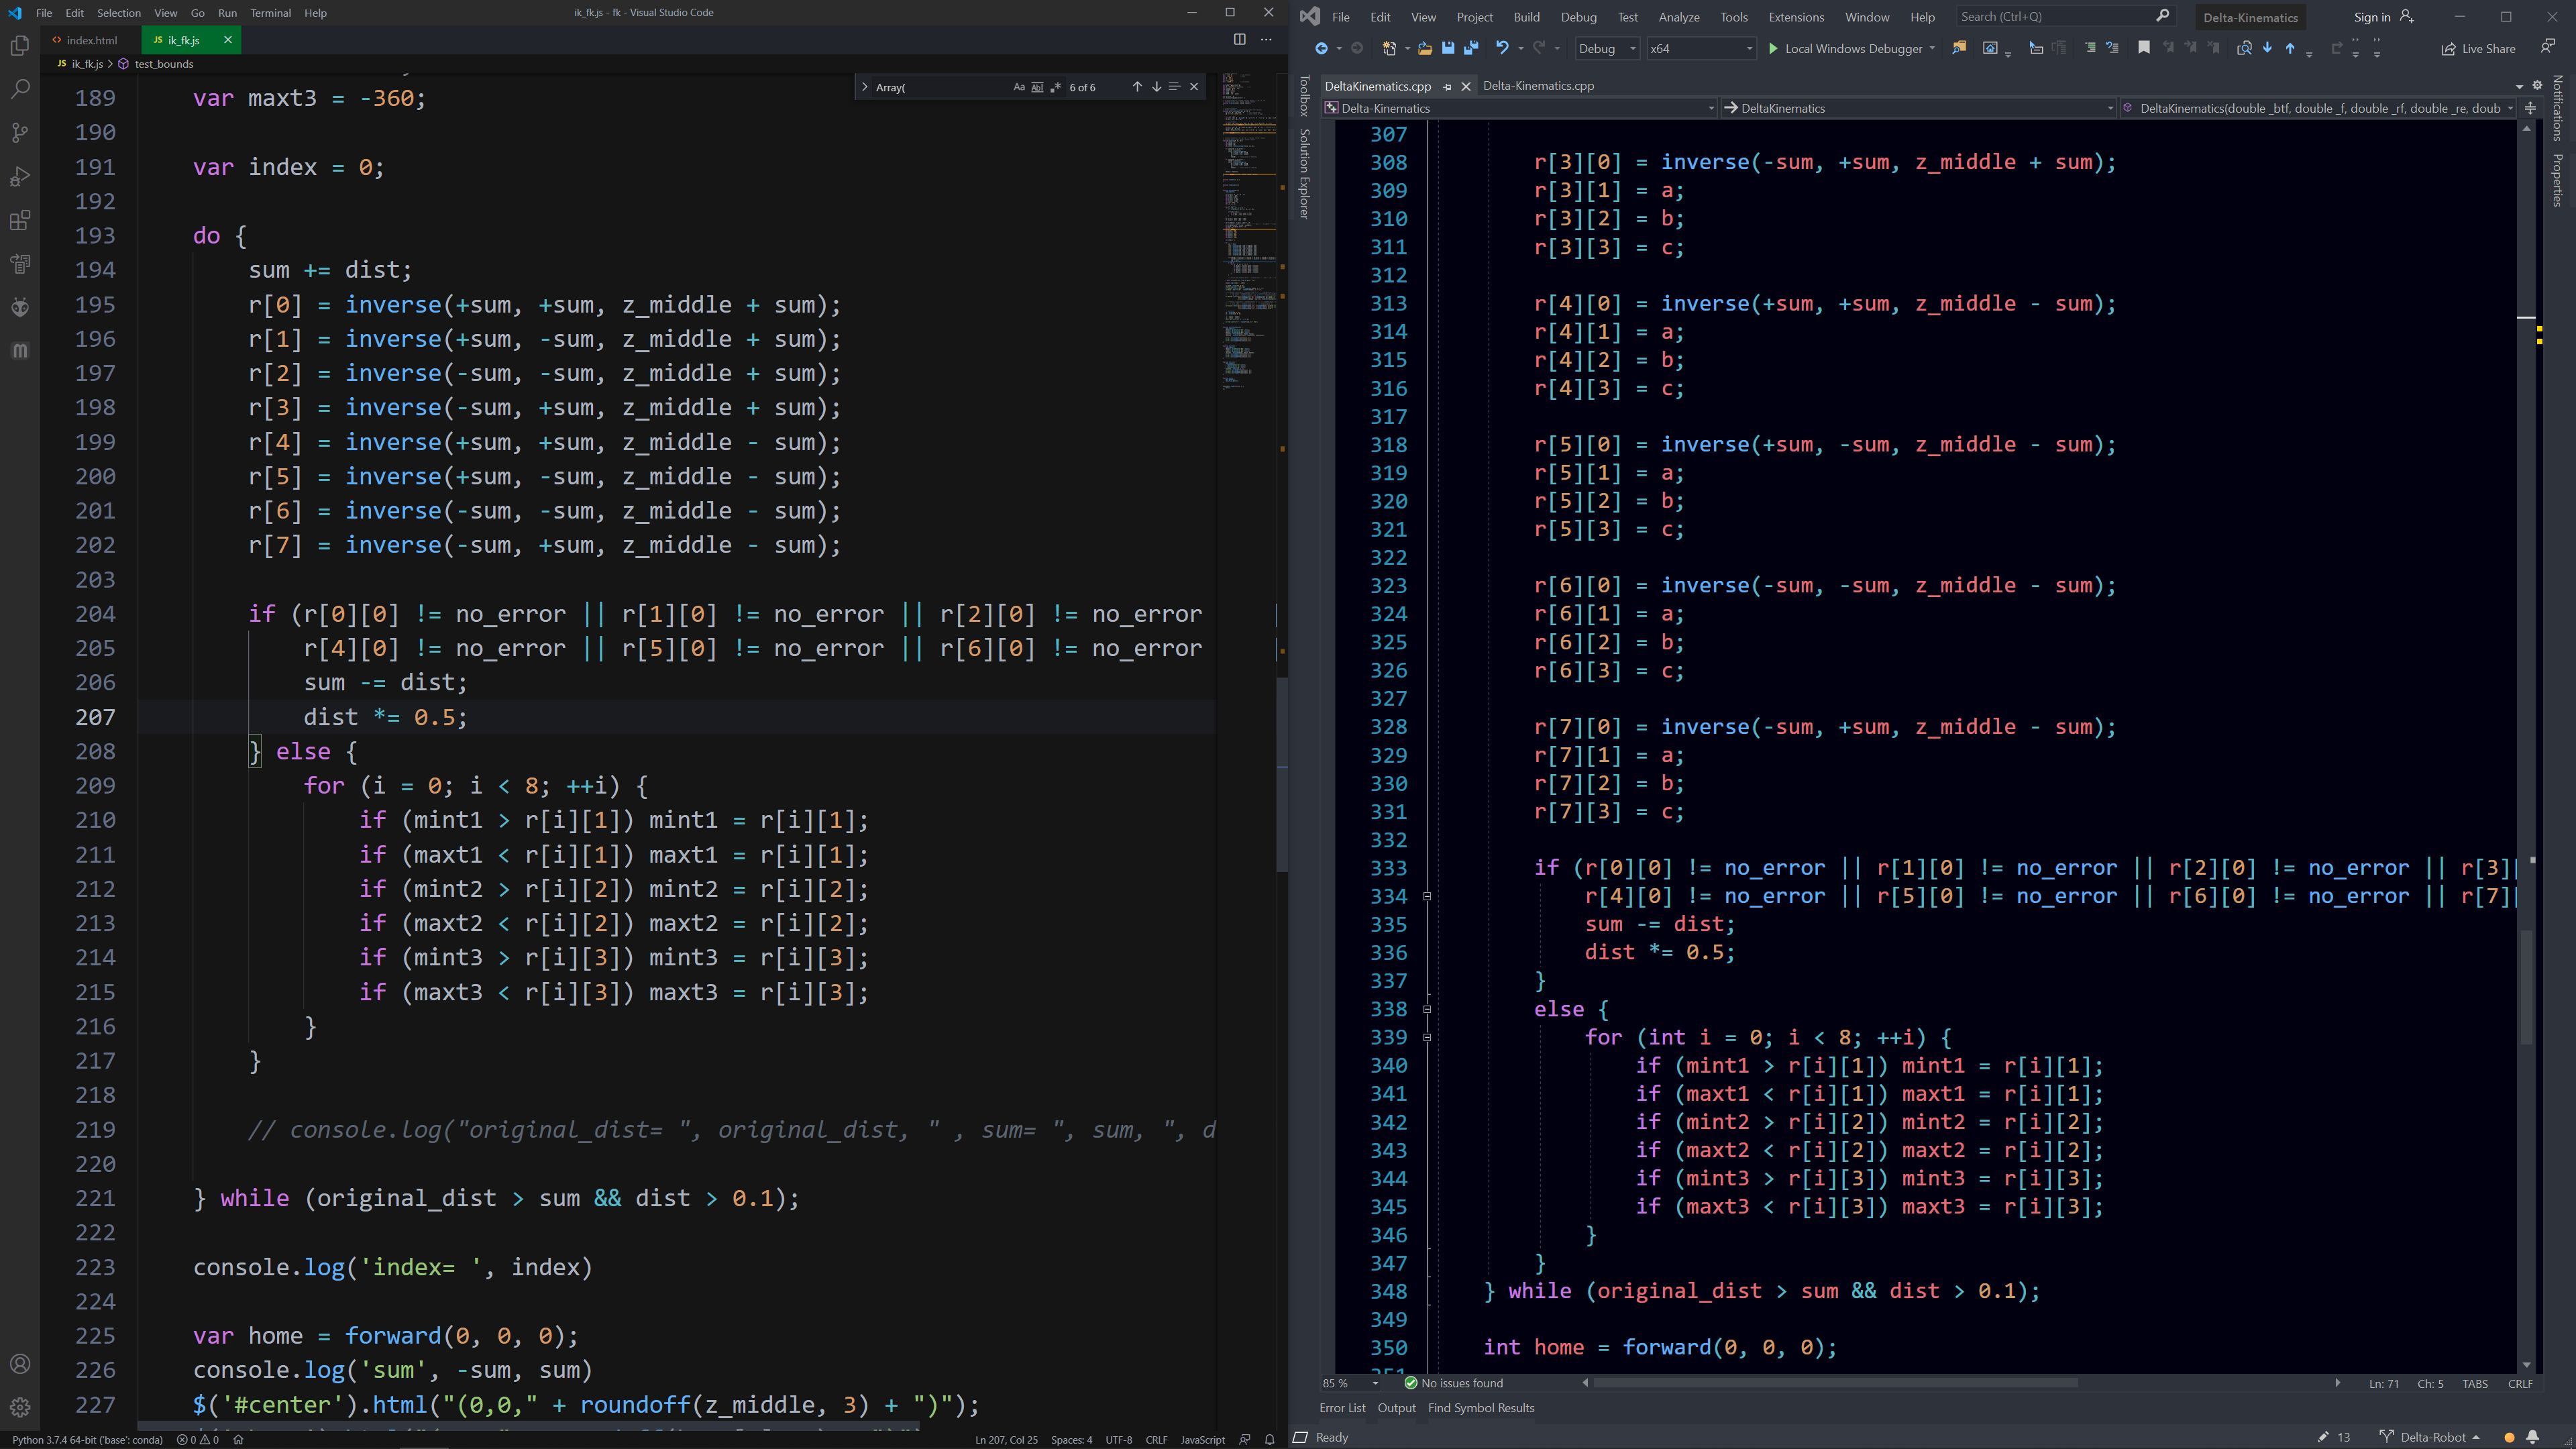 File Edit Selection View Go Run Terminal Help
ik_fk.js - fk - Visual Studio Code
index.html
JS ik_fk.js
JS ik_fk.js > test_bounds
Array(
Aa Ab .* 6 of 6
189 var maxt3 = -360;
190
191 var index = 0;
192
193 do {
194 sum += dist;
195 r[0] = inverse(+sum, +sum, z_middle + sum);
196 r[1] = inverse(+sum, -sum, z_middle + sum);
197 r[2] = inverse(-sum, -sum, z_middle + sum);
198 r[3] = inverse(-sum, +sum, z_middle + sum);
199 r[4] = inverse(+sum, +sum, z_middle - sum);
200 r[5] = inverse(+sum, -sum, z_middle - sum);
201 r[6] = inverse(-sum, -sum, z_middle - sum);
202 r[7] = inverse(-sum, +sum, z_middle - sum);
203
204 if (r[0][0] != no_error || r[1][0] != no_error || r[2][0] != no_error
205 r[4][0] != no_error || r[5][0] != no_error || r[6][0] != no_error
206 sum -= dist;
207 dist *= 0.5;
208 } else {
209 for (i = 0; i < 8; ++i) {
210 if (mint1 > r[i][1]) mint1 = r[i][1];
211 if (maxt1 < r[i][1]) maxt1 = r[i][1];
212 if (mint2 > r[i][2]) mint2 = r[i][2];
213 if (maxt2 < r[i][2]) maxt2 = r[i][2];
214 if (mint3 > r[i][3]) mint3 = r[i][3];
215 if (maxt3 < r[i][3]) maxt3 = r[i][3];
216 }
217 }
218
219 // console.log("original_dist= ", original_dist, " , sum= ", sum, ", d
220
221 } while (original_dist > sum && dist > 0.1);
222
223 console.log('index= ', index)
224
225 var home = forward(0, 0, 0);
226 console.log('sum', -sum, sum)
227 $('#center').html("(0,0," + roundoff(z_middle, 3) + ")");
Python 3.7.4 64-bit ('base': conda) 0 0
Ln 207, Col 25 Spaces: 4 UTF-8 CRLF JavaScript
File Edit View Project Build Debug Test Analyze Tools Extensions Window Help
Search (Ctrl+Q)
Delta-Kinematics
Sign in
Debug x64 Local Windows Debugger
Live Share
Toolbox
Solution Explorer
Notifications
Properties
DeltaKinematics.cpp Delta-Kinematics.cpp
Delta-Kinematics DeltaKinematics DeltaKinematics(double _btf, double _f, double _rf, double _re, doub
307
308 r[3][0] = inverse(-sum, +sum, z_middle + sum);
309 r[3][1] = a;
310 r[3][2] = b;
311 r[3][3] = c;
312
313 r[4][0] = inverse(+sum, +sum, z_middle - sum);
314 r[4][1] = a;
315 r[4][2] = b;
316 r[4][3] = c;
317
318 r[5][0] = inverse(+sum, -sum, z_middle - sum);
319 r[5][1] = a;
320 r[5][2] = b;
321 r[5][3] = c;
322
323 r[6][0] = inverse(-sum, -sum, z_middle - sum);
324 r[6][1] = a;
325 r[6][2] = b;
326 r[6][3] = c;
327
328 r[7][0] = inverse(-sum, +sum, z_middle - sum);
329 r[7][1] = a;
330 r[7][2] = b;
331 r[7][3] = c;
332
333 if (r[0][0] != no_error || r[1][0] != no_error || r[2][0] != no_error || r[3][
334 r[4][0] != no_error || r[5][0] != no_error || r[6][0] != no_error || r[7][
335 sum -= dist;
336 dist *= 0.5;
337 }
338 else {
339 for (int i = 0; i < 8; ++i) {
340 if (mint1 > r[i][1]) mint1 = r[i][1];
341 if (maxt1 < r[i][1]) maxt1 = r[i][1];
342 if (mint2 > r[i][2]) mint2 = r[i][2];
343 if (maxt2 < r[i][2]) maxt2 = r[i][2];
344 if (mint3 > r[i][3]) mint3 = r[i][3];
345 if (maxt3 < r[i][3]) maxt3 = r[i][3];
346 }
347 }
348 } while (original_dist > sum && dist > 0.1);
349
350 int home = forward(0, 0, 0);
85 % No issues found Ln: 71 Ch: 5 TABS CRLF
Error List Output Find Symbol Results
Ready 13 Delta-Robot